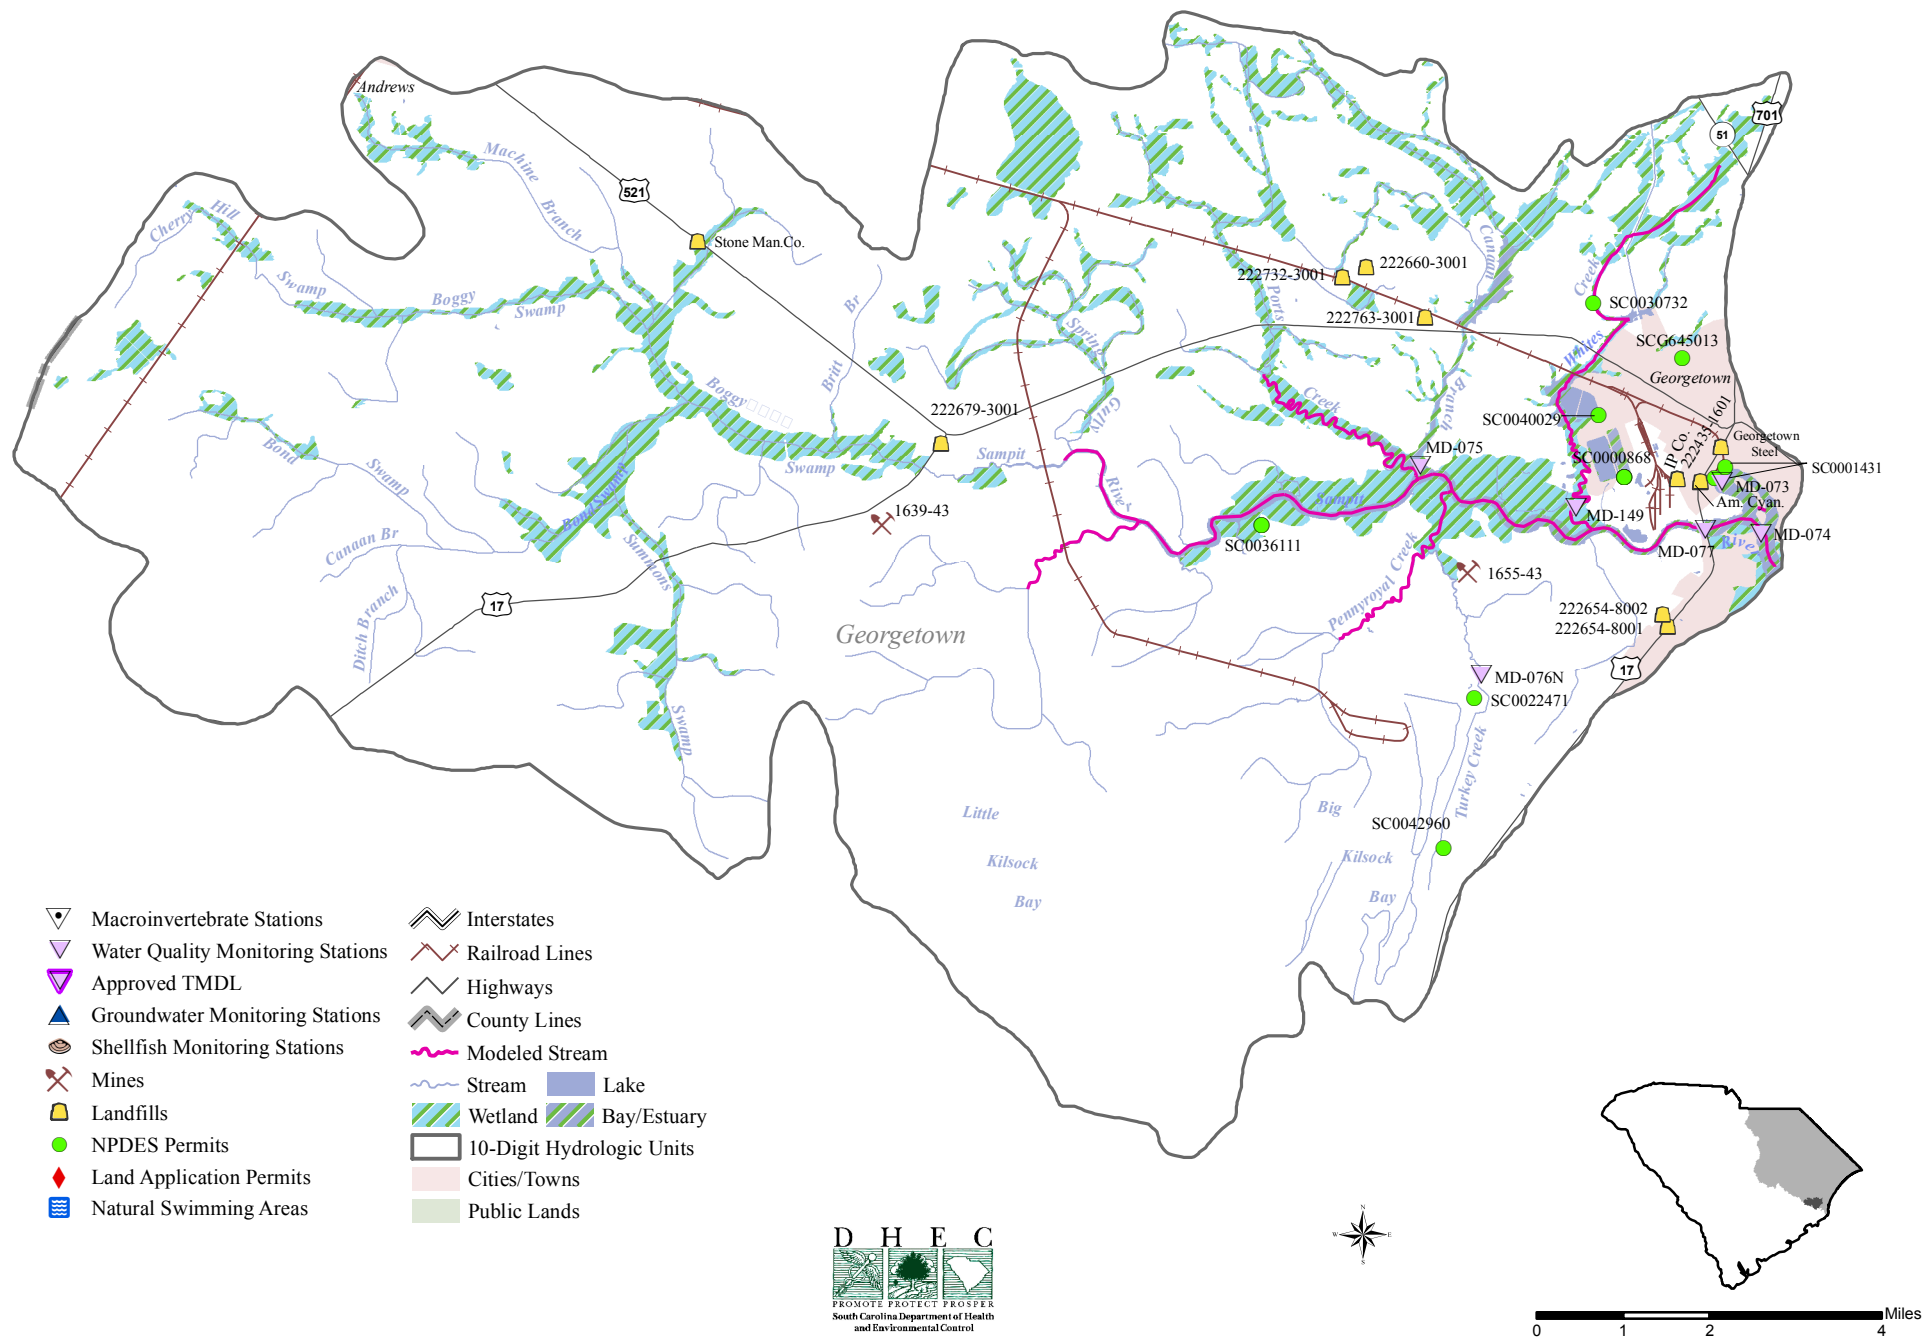 Andrews
Machine
Branch
521
Cherry
Hill
Swamp
Boggy
Swamp
Stone Man.Co.
Britt
Br
Boggy
Swamp
222679-3001
Sampit
River
Spring
Gully
Ports
Creek
222732-3001
222660-3001
222763-3001
Canaan
Branch
701
51
Creek
Whites
SC0030732
SCG645013
Georgetown
SC0040029
SC0000868
IP Co.
222435-1601
Georgetown
Steel
SC0001431
MD-073
Am. Cyan.
MD-075
MD-149
MD-077
MD-074
River
Sampit
SC0036111
Bond
Swamp
Bond Swamp
Canaan Br
Ditch Branch
Summons
Swamp
17
1639-43
Georgetown
Pennyroyal Creek
1655-43
222654-8002
222654-8001
17
MD-076N
SC0022471
Turkey Creek
SC0042960
Little
Kilsock
Bay
Big
Kilsock
Bay
Macroinvertebrate Stations
Water Quality Monitoring Stations
Approved TMDL
Groundwater Monitoring Stations
Shellfish Monitoring Stations
Mines
Landfills
NPDES Permits
Land Application Permits
Natural Swimming Areas
Interstates
Railroad Lines
Highways
County Lines
Modeled Stream
Stream
Lake
Wetland
Bay/Estuary
10-Digit Hydrologic Units
Cities/Towns
Public Lands
D H E C
PROMOTE PROTECT PROSPER
South Carolina Department of Health
and Environmental Control
N
W E
S
Miles
0 1 2 4